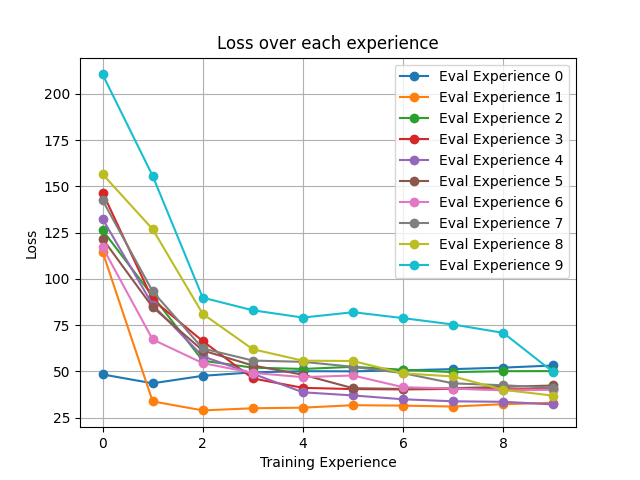 Loss over each experience
Eval Experience 0
Eval Experience 1
Eval Experience 2
Eval Experience 3
Eval Experience 4
Eval Experience 5
Eval Experience 6
Eval Experience 7
Eval Experience 8
Eval Experience 9
Loss
200
175
150
125
100
75
50
25
0 2 4 6 8
Training Experience